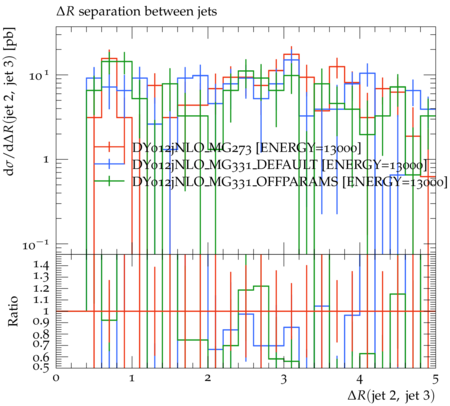 ΔR separation between jets
dσ/dΔR(jet 2, jet 3) [pb]
10¹
1
10⁻¹
DY012jNLO_MG273 [ENERGY=13000]
DY012jNLO_MG331_DEFAULT [ENERGY=13000]
DY012jNLO_MG331_OFFPARAMS [ENERGY=13000]
Ratio
1.4
1.3
1.2
1.1
1
0.9
0.8
0.7
0.6
0.5
0 1 2 3 4 5
ΔR(jet 2, jet 3)